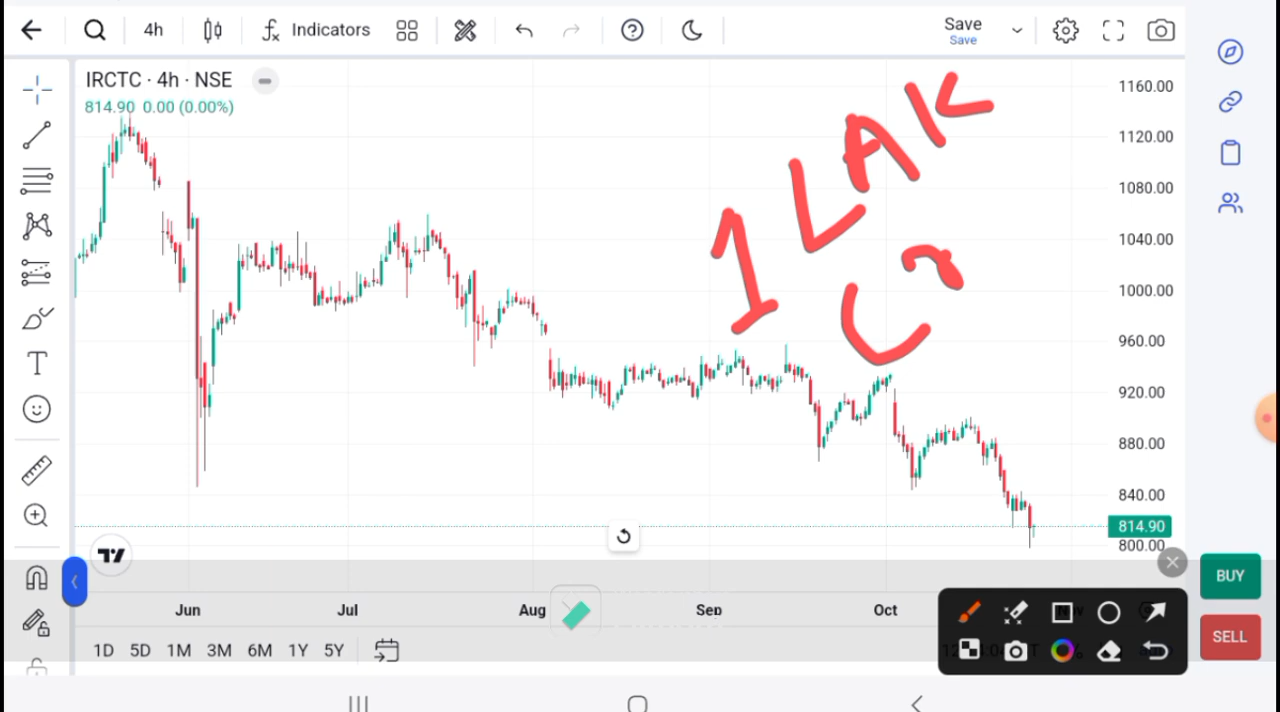 4h
Indicators
Save
Save
IRCTC · 4h · NSE
814.90 0.00 (0.00%)
1 LAK
1160.00
1120.00
1080.00
1040.00
1000.00
960.00
920.00
880.00
840.00
814.90
800.00
Jun Jul Aug Sep Oct
1D 5D 1M 3M 6M 1Y 5Y
BUY
SELL